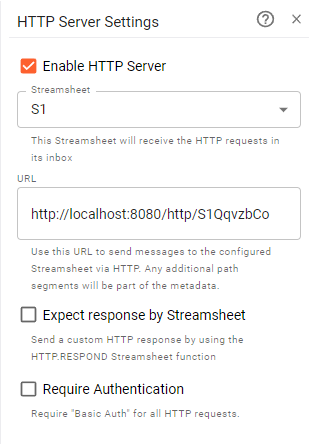 HTTP Server Settings
Enable HTTP Server
Streamsheet
S1
This Streamsheet will receive the HTTP requests in
its inbox
URL
http://localhost:8080/http/S1QqvzbCo
Use this URL to send messages to the configured
Streamsheet via HTTP. Any additional path
segments will be part of the metadata.
Expect response by Streamsheet
Send a custom HTTP response by using the
HTTP.RESPOND Streamsheet function
Require Authentication
Require "Basic Auth" for all HTTP requests.